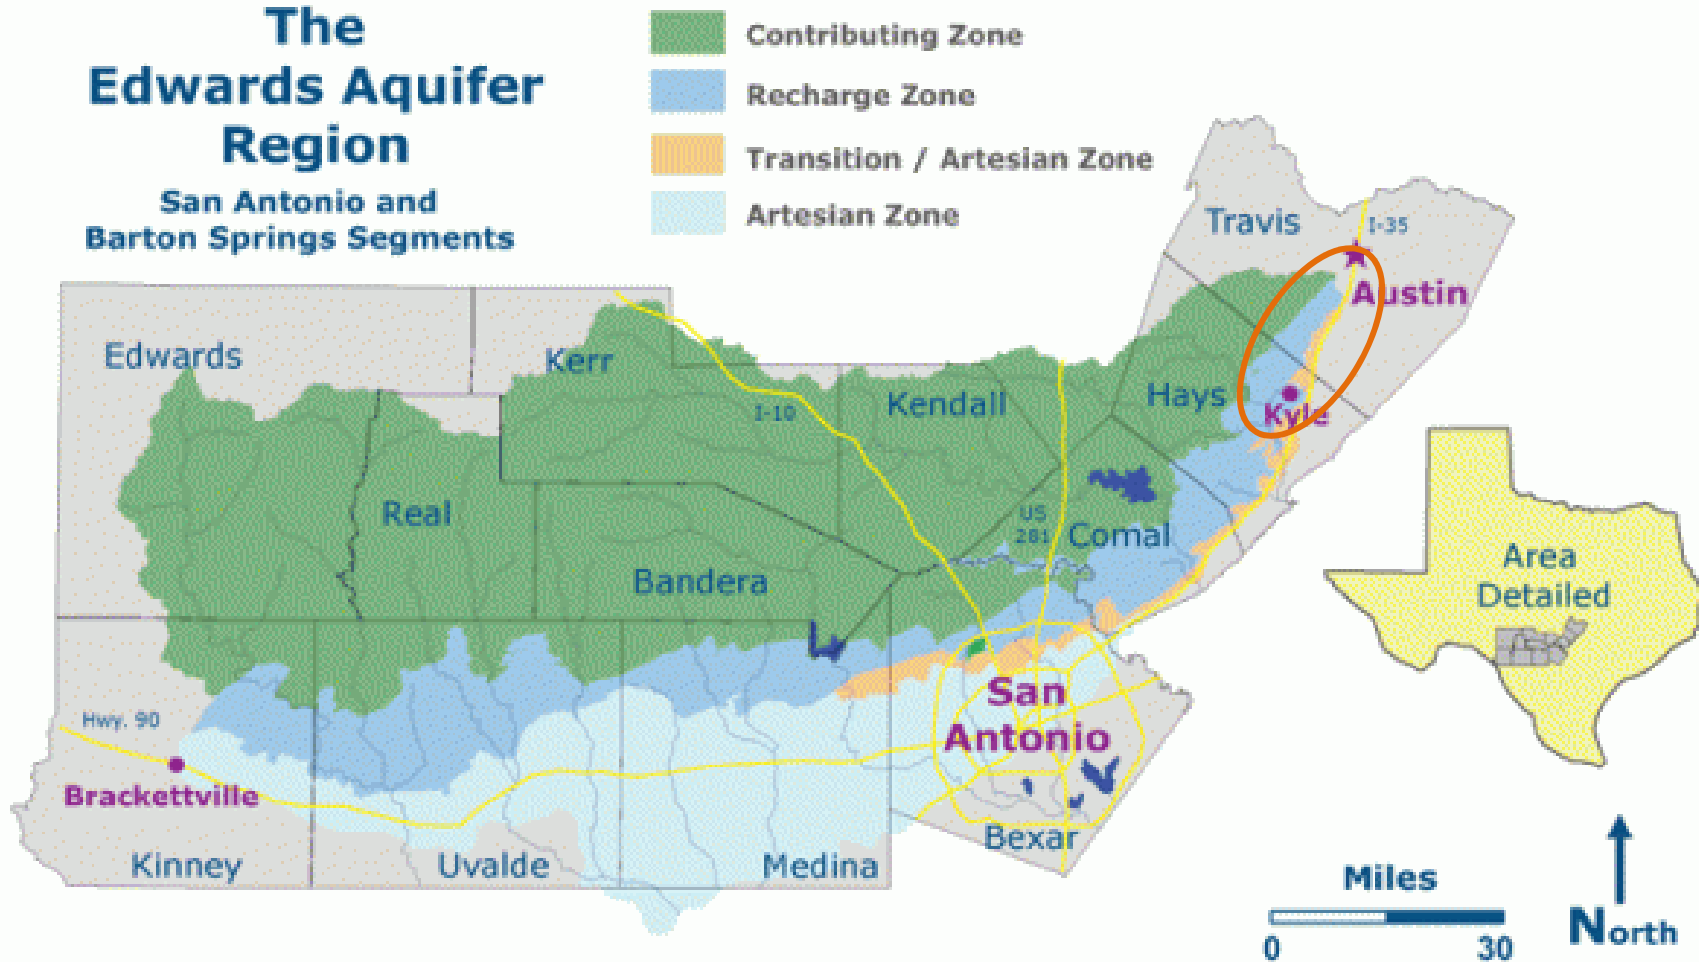 The
Edwards Aquifer
Region
San Antonio and
Barton Springs Segments
Contributing Zone
Recharge Zone
Transition / Artesian Zone
Artesian Zone
Travis
I-35
Austin
Edwards
Kerr
I-10
Kendall
Hays
Kyle
Real
US
281
Comal
Bandera
Area
Detailed
San
Antonio
Hwy. 90
Brackettville
Kinney
Uvalde
Medina
Bexar
Miles
0 30
North